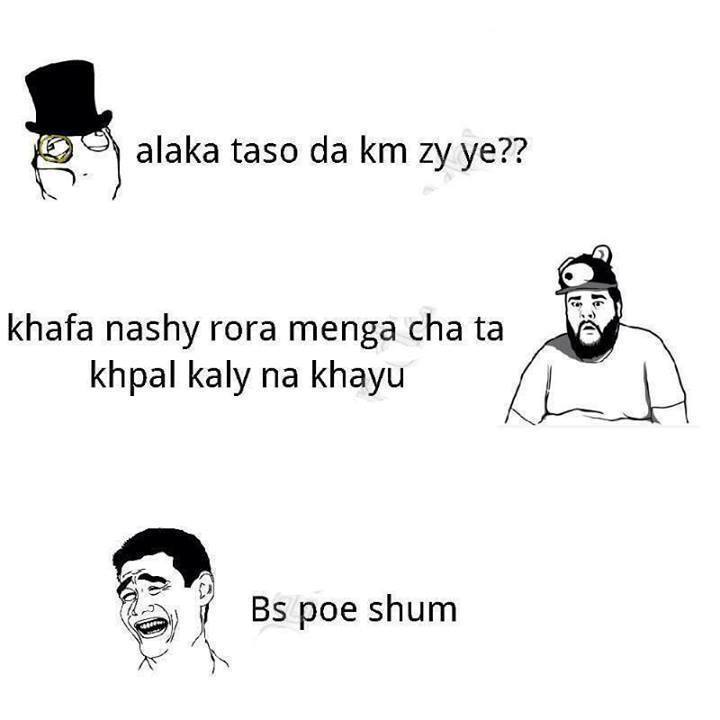 alaka taso da km zy ye??
khafa nashy rora menga cha ta
khpal kaly na khayu
Bs poe shum